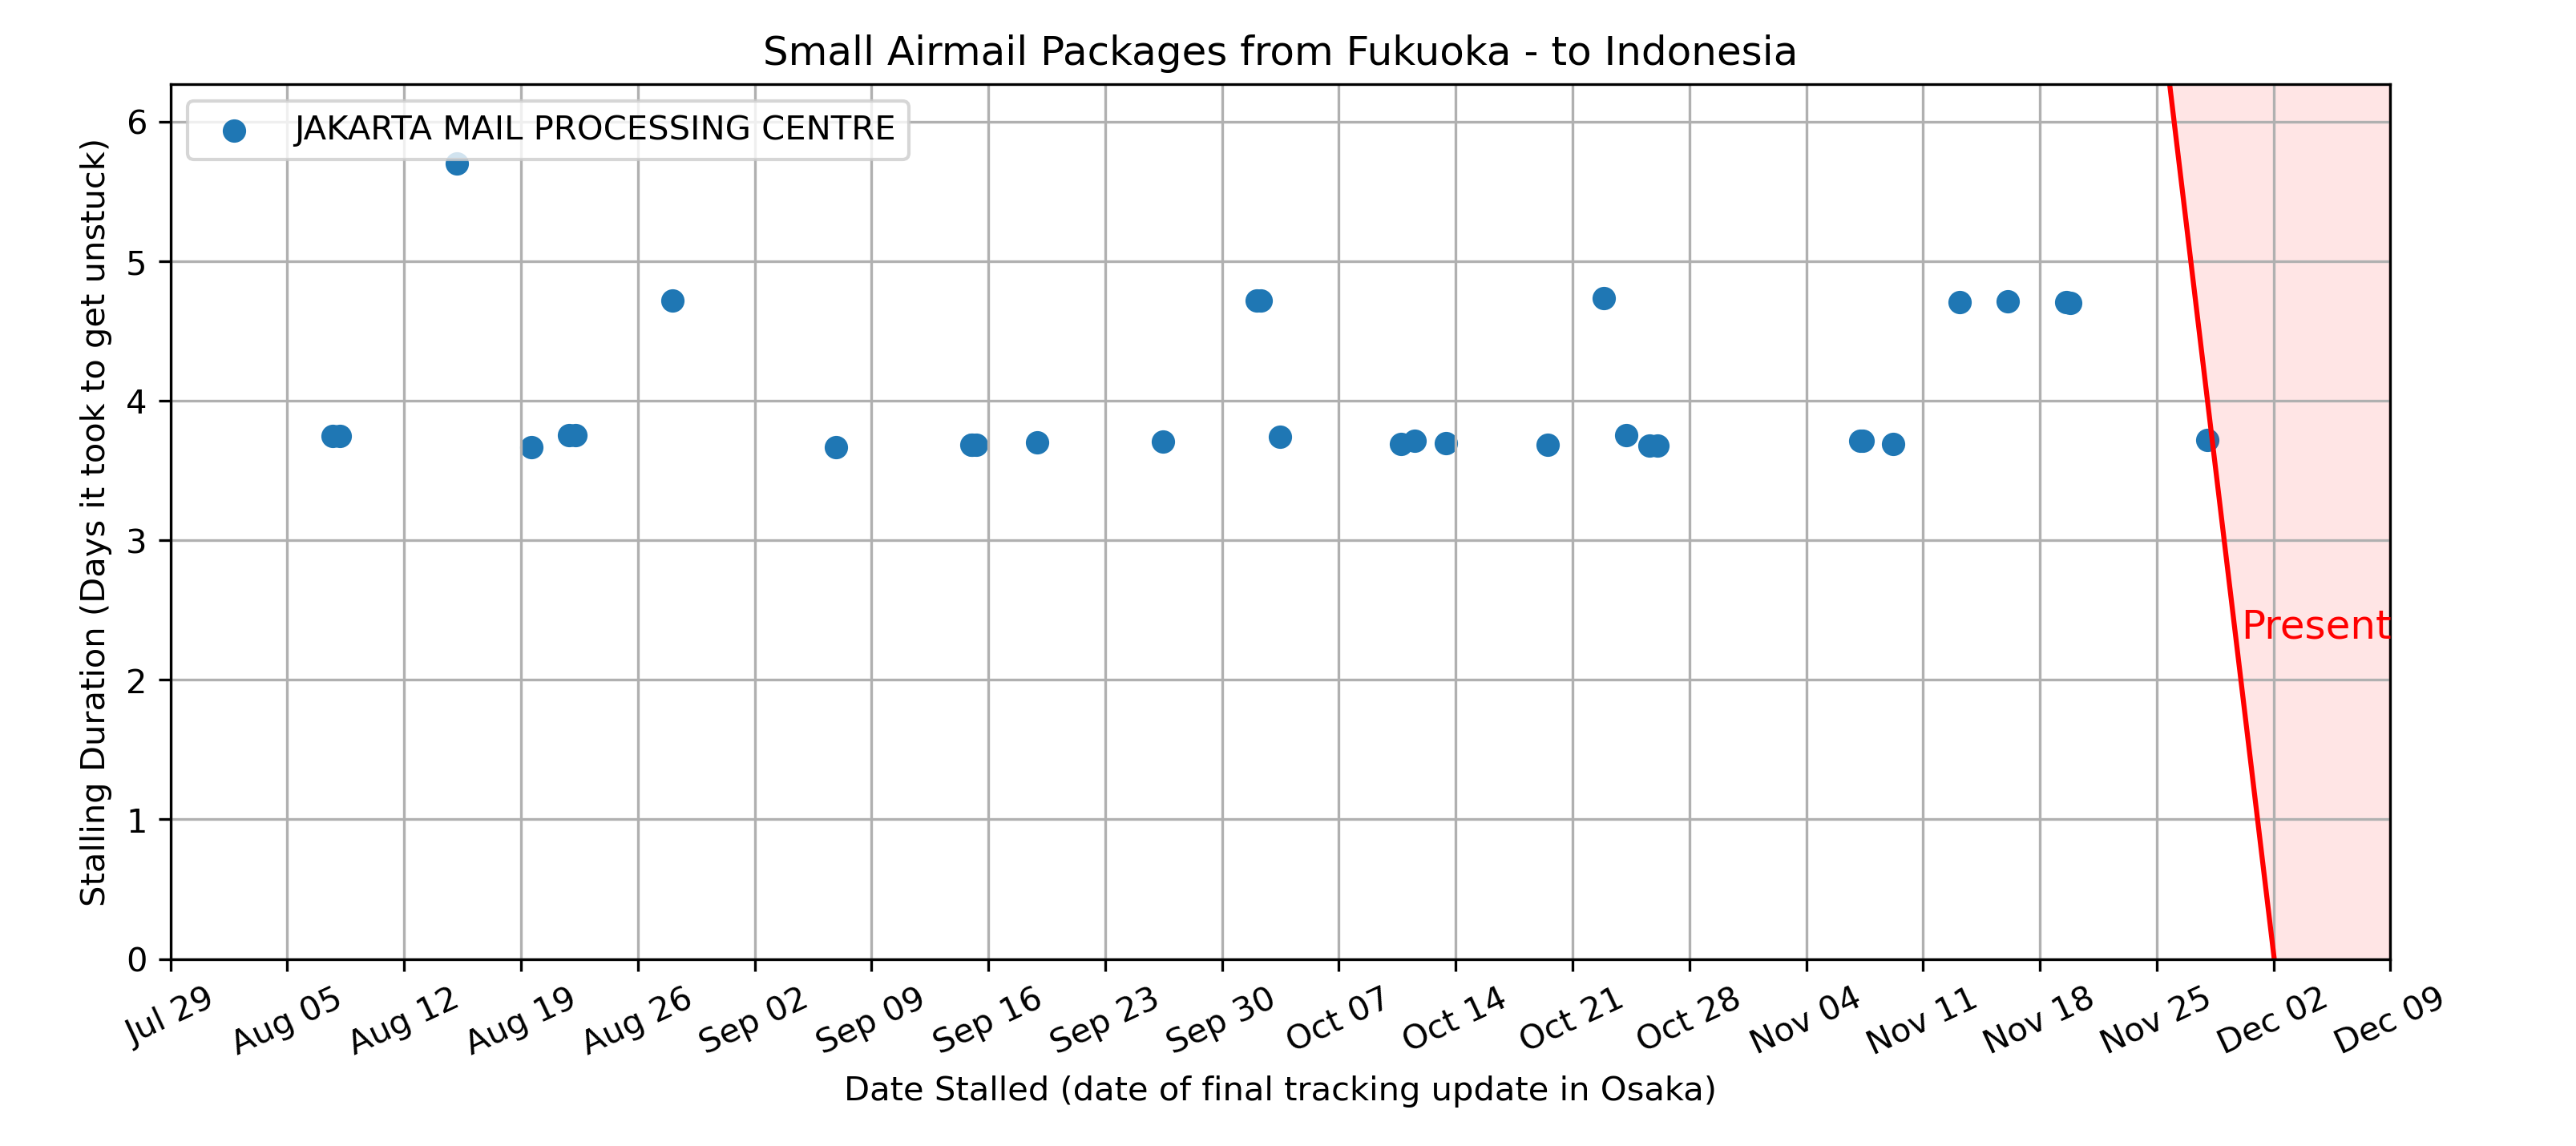 Small Airmail Packages from Fukuoka - to Indonesia
JAKARTA MAIL PROCESSING CENTRE
Stalling Duration (Days it took to get unstuck)
6
5
4
3
2
1
0
Present
Jul 29
Aug 05
Aug 12
Aug 19
Aug 26
Sep 02
Sep 09
Sep 16
Sep 23
Sep 30
Oct 07
Oct 14
Oct 21
Oct 28
Nov 04
Nov 11
Nov 18
Nov 25
Dec 02
Dec 09
Date Stalled (date of final tracking update in Osaka)